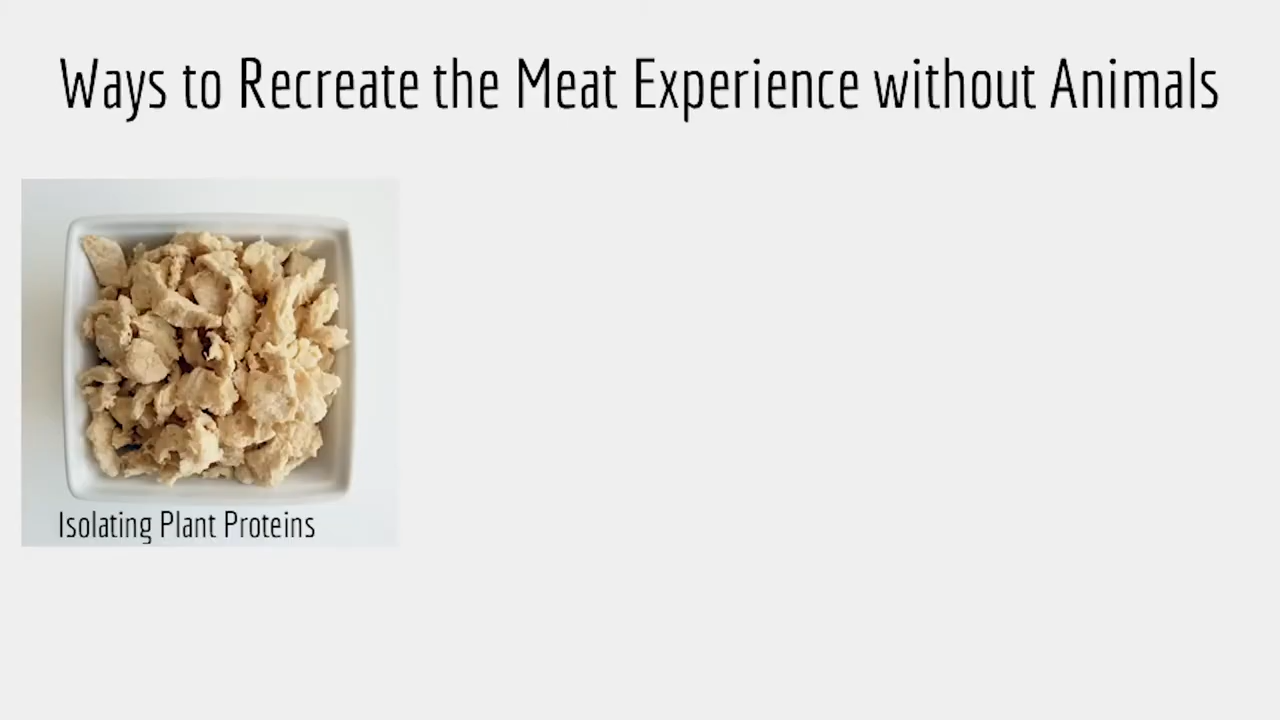 Ways to Recreate the Meat Experience without Animals
Isolating Plant Proteins